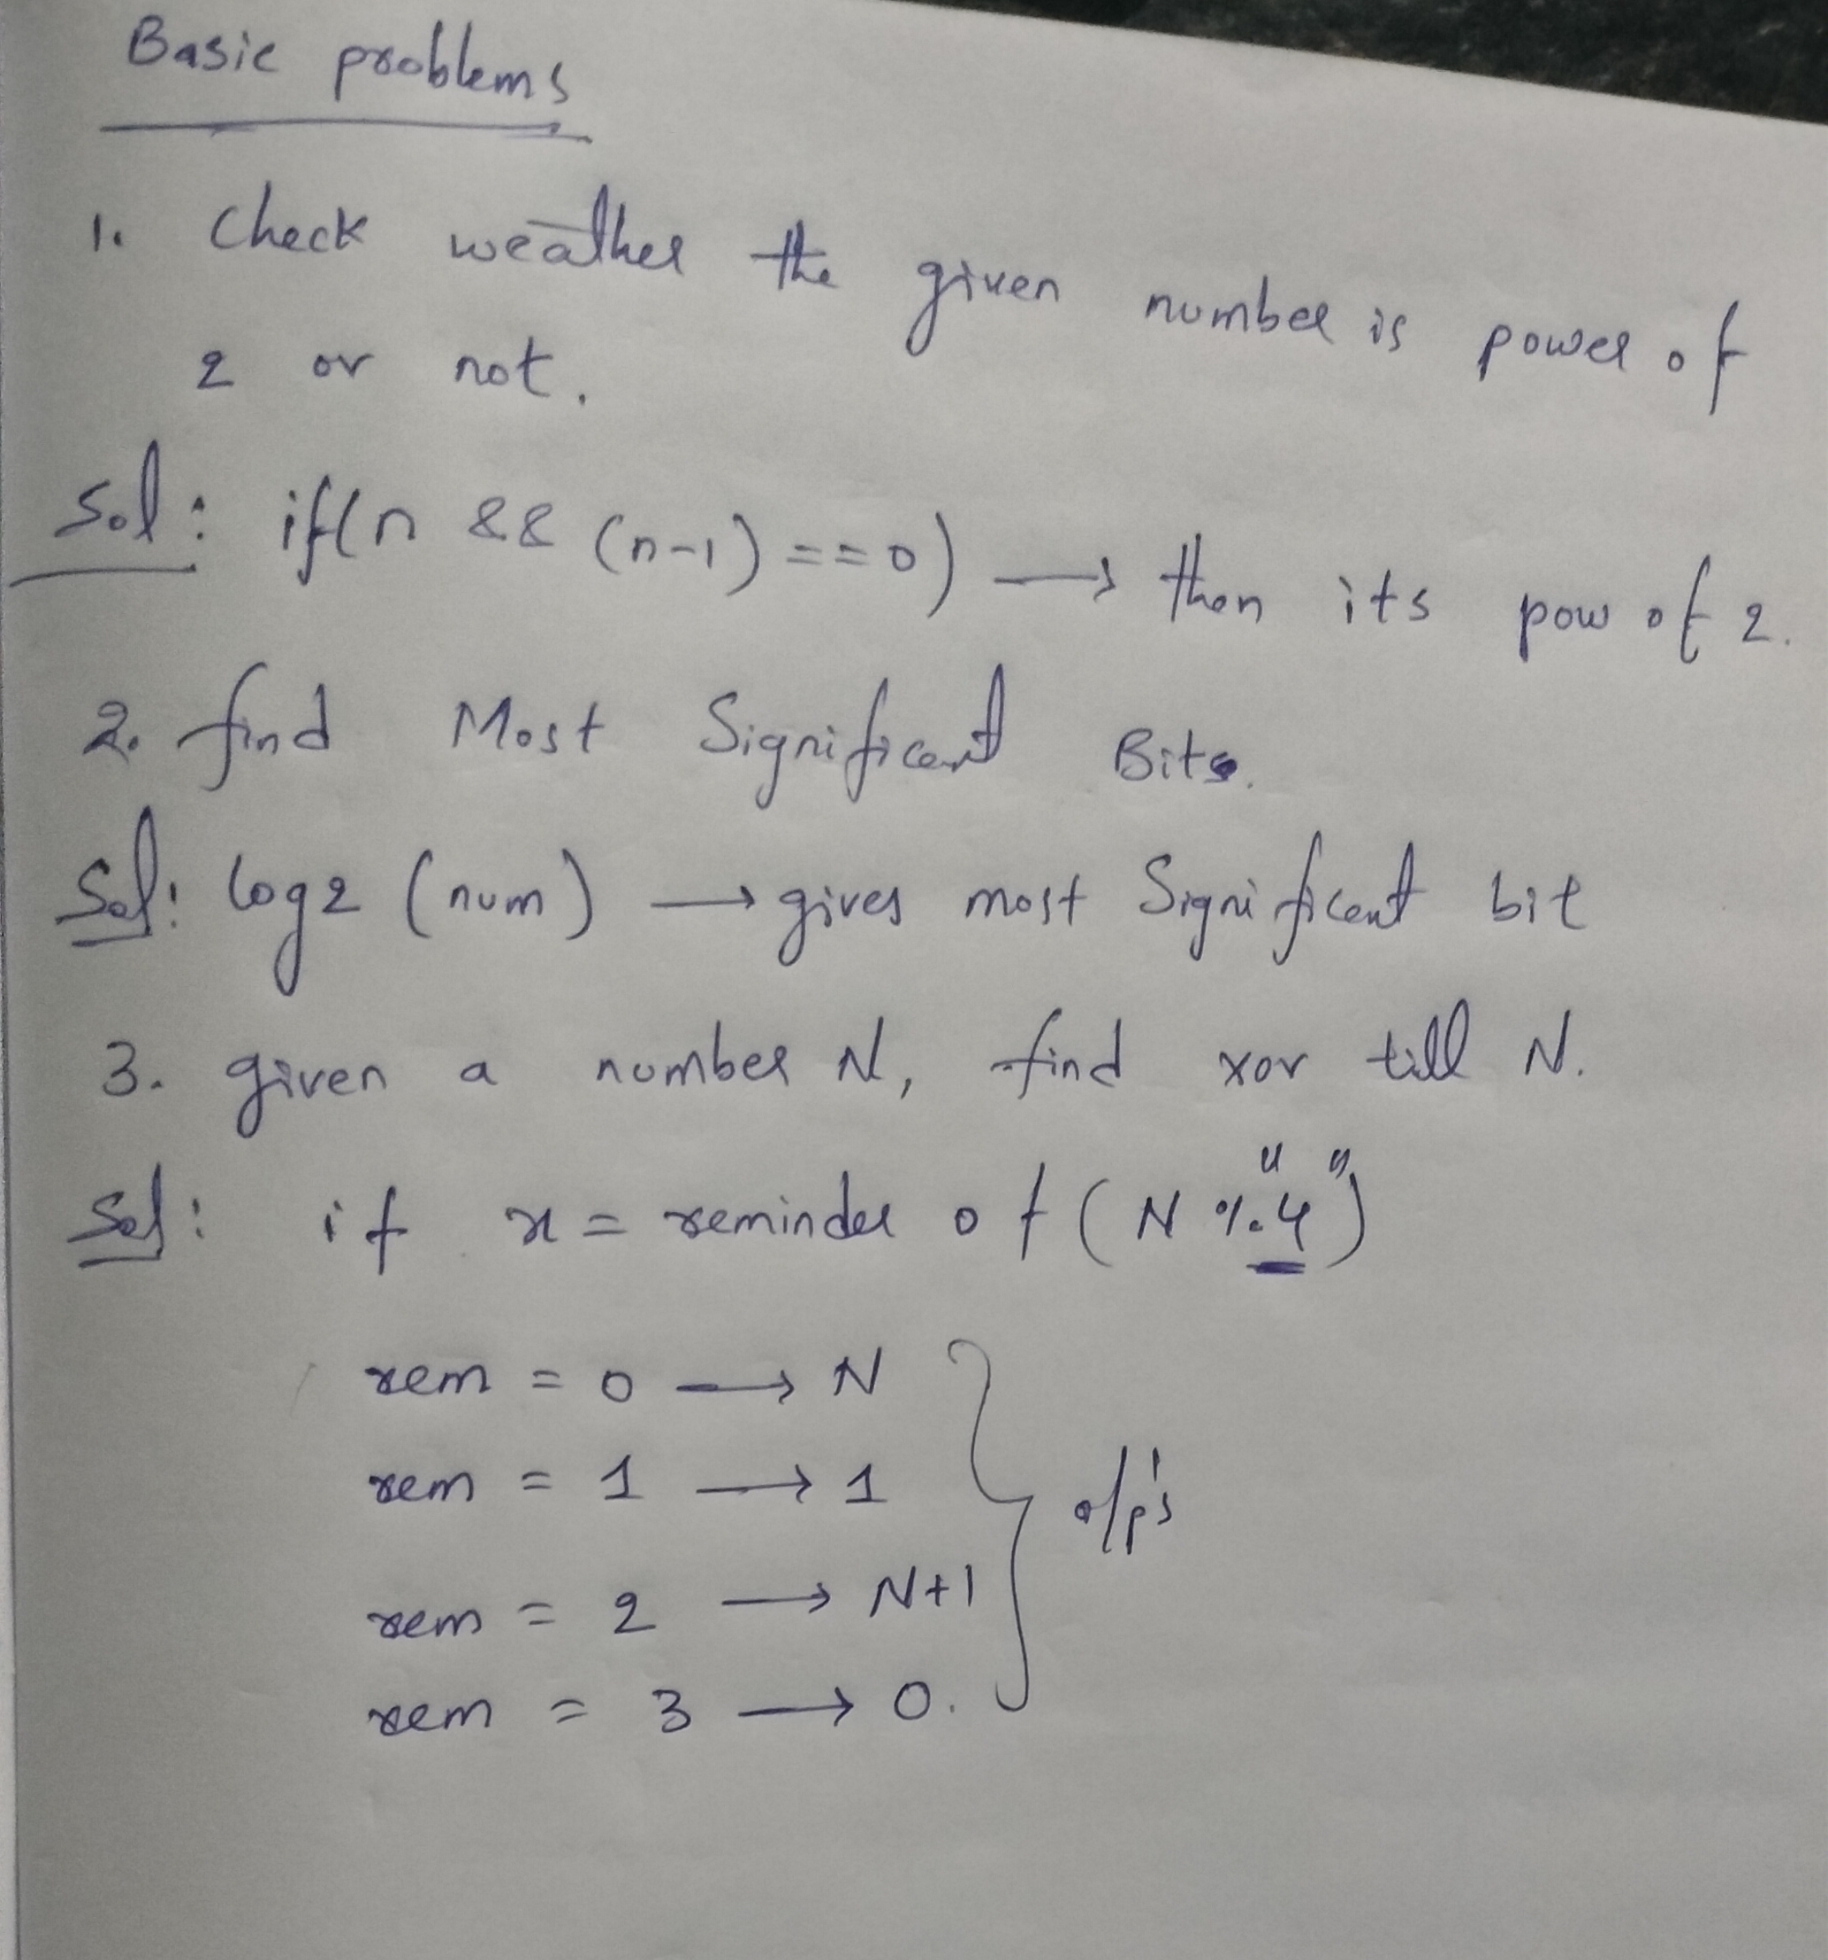 Basic problems
1. Check weather the given number is power of
2 or not.
Sol: if(n && (n-1) ==0) → then its pow of 2.
2. find Most Significant Bits.
Sol: log2 (num) → gives most Significant bit
3. given a number N, find xor till N.
Sol: if x = reminder of (N % "4")
rem = 0 → N
rem = 1 → 1
o/p's
rem = 2 → N+1
rem = 3 → 0.